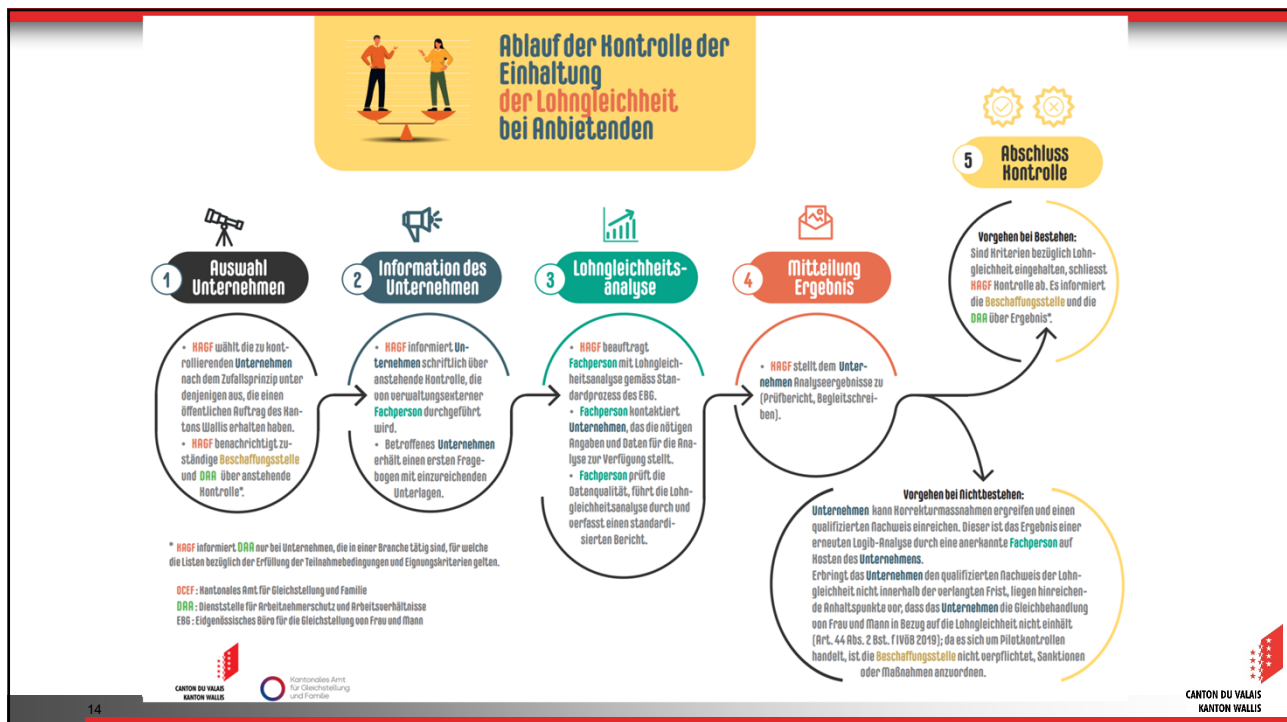 Ablauf der Kontrolle der
Einhaltung
der Lohngleichheit
bei Anbietenden
1
Auswahl
Unternehmen
• KAGF wählt die zu kont-
rollierenden Unternehmen
nach dem Zufallsprinzip unter
denjenigen aus, die einen
öffentlichen Auftrag des Kan-
tons Wallis erhalten haben.
• KAGF benachrichtigt zu-
ständige Beschaffungsstelle
und DAA über anstehende
Kontrolle*.
2
Information des
Unternehmen
• KAGF informiert Un-
ternehmen schriftlich über
anstehende Kontrolle, die
von verwaltungsexterner
Fachperson durchgeführt
wird.
• Betroffenes Unternehmen
erhält einen ersten Frage-
bogen mit einzureichenden
Unterlagen.
3
Lohngleichheits-
analyse
• KAGF beauftragt
Fachperson mit Lohngleich-
heitsanalyse gemäss Stan-
dardprozess des EBG.
• Fachperson kontaktiert
Unternehmen, das die nötigen
Angaben und Daten für die Ana-
lyse zur Verfügung stellt.
• Fachperson prüft die
Datenqualität, führt die Lohn-
gleichheitsanalyse durch und
verfasst einen standardi-
sierten Bericht.
4
Mitteilung
Ergebnis
• KAGF stellt dem Unter-
nehmen Analyseergebnisse zu
(Prüfbericht, Begleitschrei-
ben).
5
Abschluss
Kontrolle
Vorgehen bei Bestehen:
Sind Kriterien bezüglich Lohn-
gleichheit eingehalten, schliesst
KAGF Kontrolle ab. Es informiert
die Beschaffungsstelle und die
DAA über Ergebnis*.
Vorgehen bei Nichtbestehen:
Unternehmen kann Korrekturmassnahmen ergreifen und einen
qualifizierten Nachweis einreichen. Dieser ist das Ergebnis einer
erneuten Logib-Analyse durch eine anerkannte Fachperson auf
Kosten des Unternehmens.
Erbringt das Unternehmen den qualifizierten Nachweis der Lohn-
gleichheit nicht innerhalb der verlangten Frist, liegen hinreichen-
de Anhaltspunkte vor, dass das Unternehmen die Gleichbehandlung
von Frau und Mann in Bezug auf die Lohngleichheit nicht einhält
(Art. 44 Abs. 2 Bst. f IVöB 2019); da es sich um Pilotkontrollen
handelt, ist die Beschaffungsstelle nicht verpflichtet, Sanktionen
oder Maßnahmen anzuordnen.
* KAGF informiert DAA nur bei Unternehmen, die in einer Branche tätig sind, für welche
die Listen bezüglich der Erfüllung der Teilnahmebedingungen und Eignungskriterien gelten.
OCEF : Kantonales Amt für Gleichstellung und Familie
DAA : Dienststelle für Arbeitnehmerschutz und Arbeitsverhältnisse
EBG : Eidgenössisches Büro für die Gleichstellung von Frau und Mann
CANTON DU VALAIS
KANTON WALLIS
Kantonales Amt
für Gleichstellung
und Familie
14
CANTON DU VALAIS
KANTON WALLIS